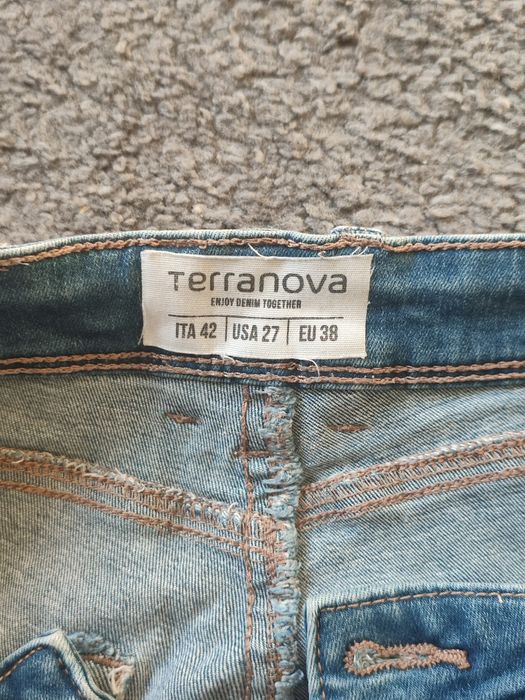 Terranova
ENJOY DENIM TOGETHER
ITA 42 | USA 27 | EU 38